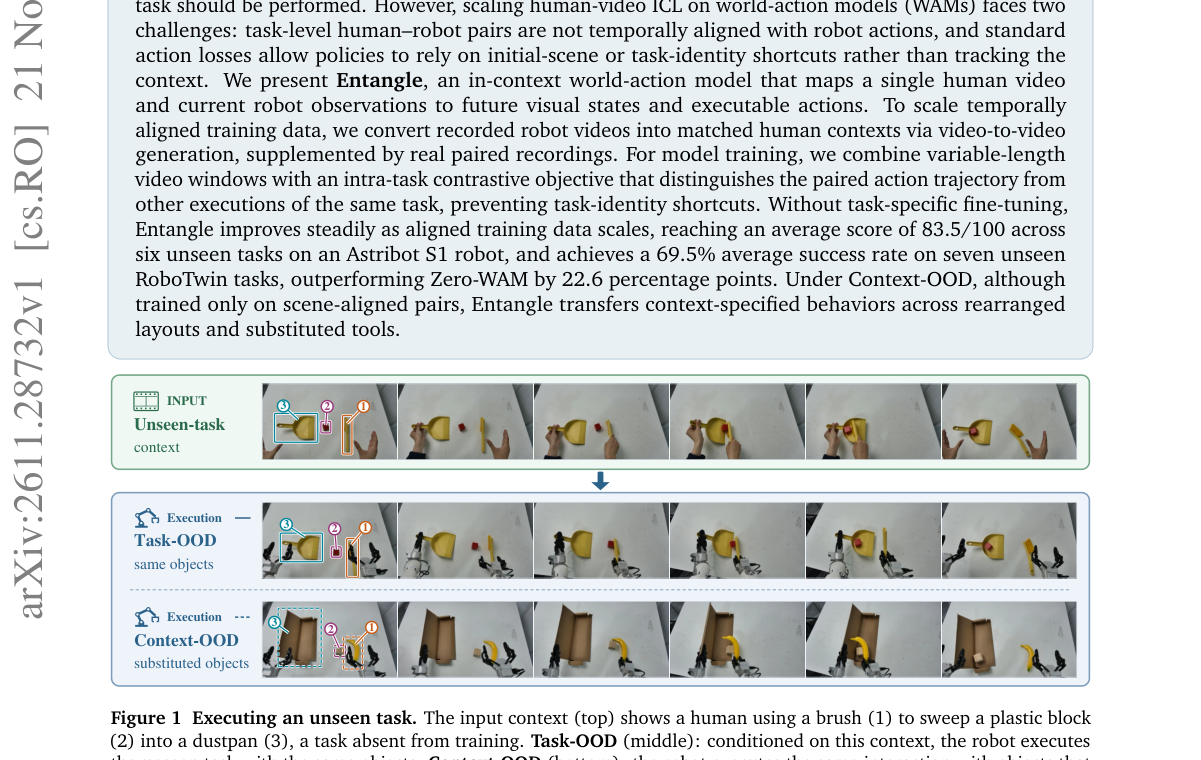 task should be performed. However, scaling human-video ICL on world-action models (WAMs) faces two
challenges: task-level human–robot pairs are not temporally aligned with robot actions, and standard
action losses allow policies to rely on initial-scene or task-identity shortcuts rather than tracking the
context. We present Entangle, an in-context world-action model that maps a single human video
and current robot observations to future visual states and executable actions. To scale temporally
aligned training data, we convert recorded robot videos into matched human contexts via video-to-video
generation, supplemented by real paired recordings. For model training, we combine variable-length
video windows with an intra-task contrastive objective that distinguishes the paired action trajectory from
other executions of the same task, preventing task-identity shortcuts. Without task-specific fine-tuning,
Entangle improves steadily as aligned training data scales, reaching an average score of 83.5/100 across
six unseen tasks on an Astribot S1 robot, and achieves a 69.5% average success rate on seven unseen
RoboTwin tasks, outperforming Zero-WAM by 22.6 percentage points. Under Context-OOD, although
trained only on scene-aligned pairs, Entangle transfers context-specified behaviors across rearranged
layouts and substituted tools.
arXiv:2611.28732v1 [cs.RO] 21 No
INPUT
Unseen-task
context
3 2 1
Execution
Task-OOD
same objects
3 2 1
Execution
Context-OOD
substituted objects
3 2 1
Figure 1 Executing an unseen task. The input context (top) shows a human using a brush (1) to sweep a plastic block
(2) into a dustpan (3), a task absent from training. Task-OOD (middle): conditioned on this context, the robot executes